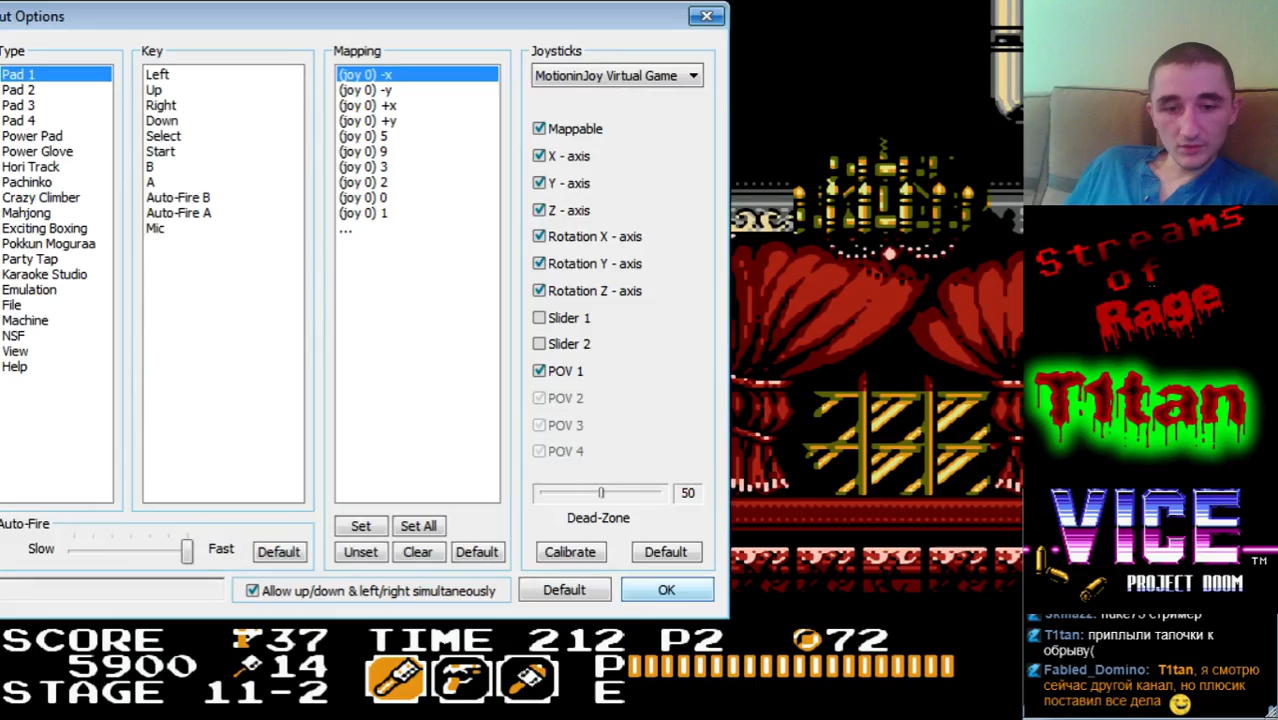 ut Options
Type
Key
Mapping
Joysticks
Pad 1
Pad 2
Pad 3
Pad 4
Power Pad
Power Glove
Hori Track
Pachinko
Crazy Climber
Mahjong
Exciting Boxing
Pokkun Moguraa
Party Tap
Karaoke Studio
Emulation
File
Machine
NSF
View
Help
Left
Up
Right
Down
Select
Start
B
A
Auto-Fire B
Auto-Fire A
Mic
(joy 0) -x
(joy 0) -y
(joy 0) +x
(joy 0) +y
(joy 0) 5
(joy 0) 9
(joy 0) 3
(joy 0) 2
(joy 0) 0
(joy 0) 1
...
MotioninJoy Virtual Game
Mappable
X - axis
Y - axis
Z - axis
Rotation X - axis
Rotation Y - axis
Rotation Z - axis
Slider 1
Slider 2
POV 1
POV 2
POV 3
POV 4
50
Dead-Zone
Calibrate
Default
Set
Set All
Unset
Clear
Default
Auto-Fire
Slow
Fast
Default
Allow up/down & left/right simultaneously
Default
OK
SCORE 37 TIME 212 P2 72
5900 14 P
STAGE 11-2 E
Streams
of
Rage
T1tan
VICE
TM
PROJECT DOOM
T1tan: приплыли тапочки к
обрыву(
Fabled_Domino: T1tan, я смотрю
сейчас другой канал, но плюсик
поставил все дела